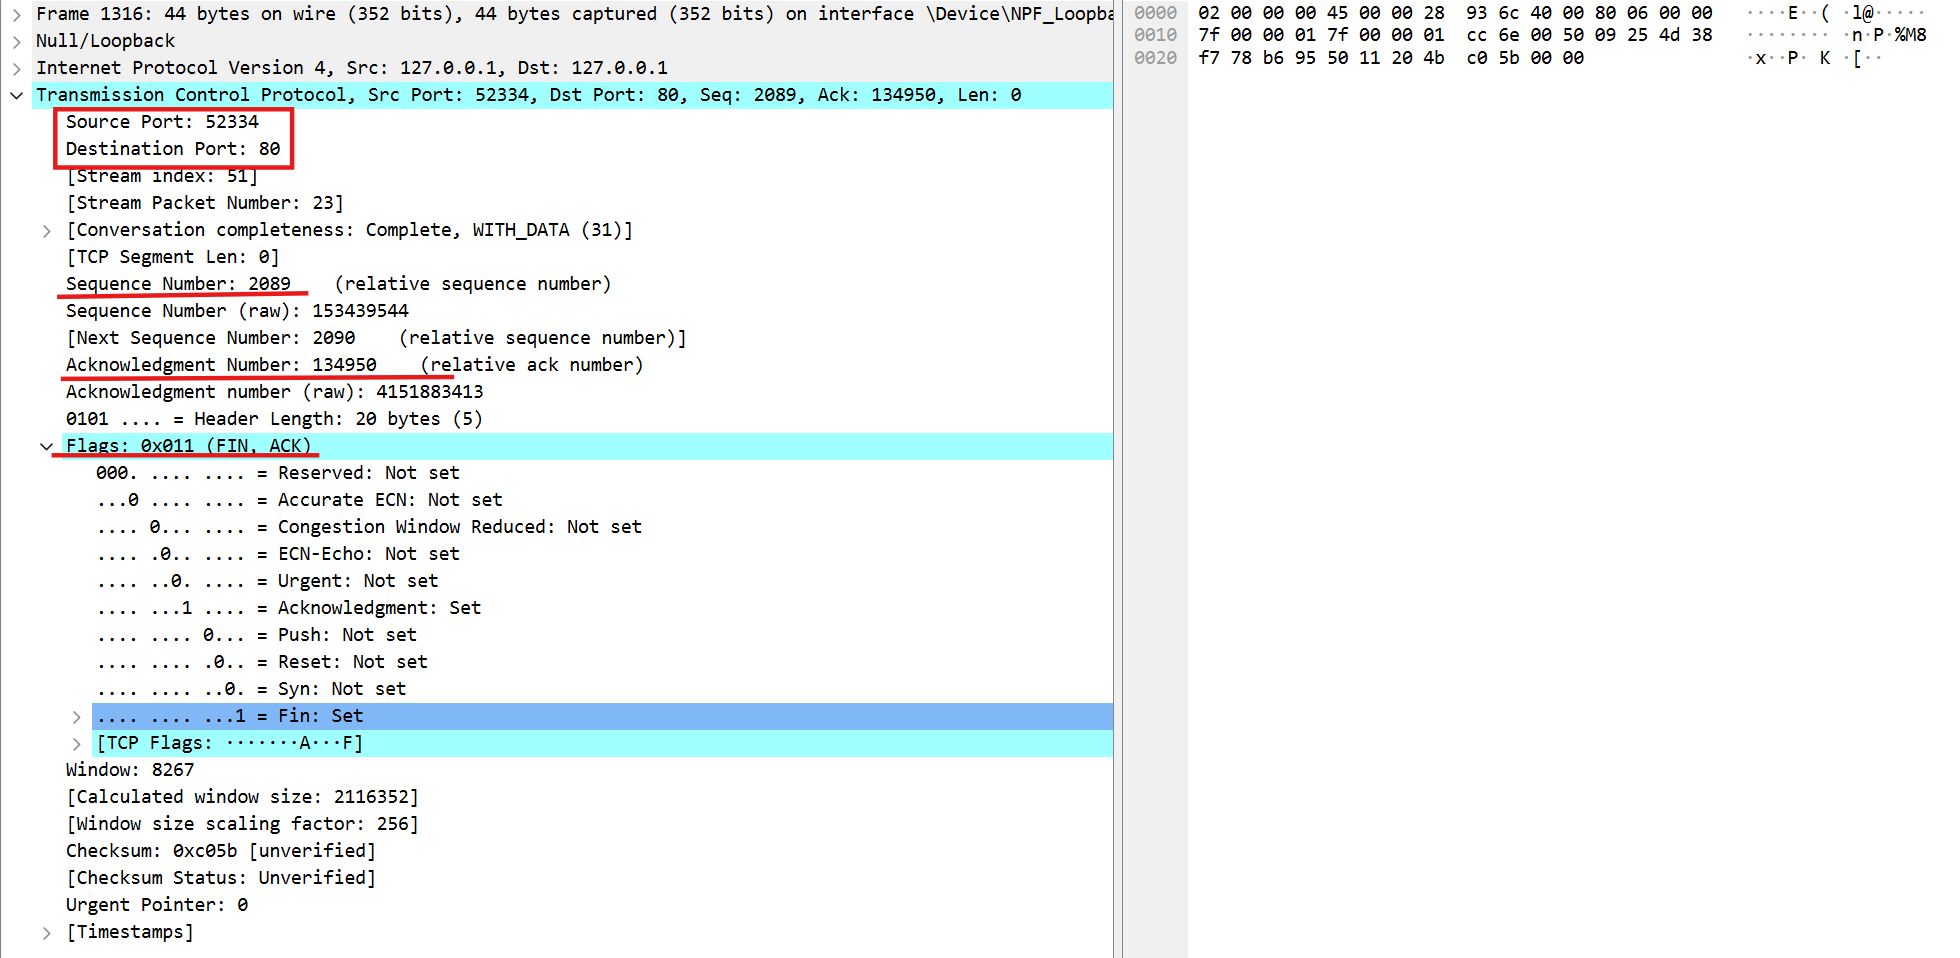 Frame 1316: 44 bytes on wire (352 bits), 44 bytes captured (352 bits) on interface \Device\NPF_Loopba
Null/Loopback
Internet Protocol Version 4, Src: 127.0.0.1, Dst: 127.0.0.1
Transmission Control Protocol, Src Port: 52334, Dst Port: 80, Seq: 2089, Ack: 134950, Len: 0
Source Port: 52334
Destination Port: 80
[Stream index: 51]
[Stream Packet Number: 23]
[Conversation completeness: Complete, WITH_DATA (31)]
[TCP Segment Len: 0]
Sequence Number: 2089    (relative sequence number)
Sequence Number (raw): 153439544
[Next Sequence Number: 2090    (relative sequence number)]
Acknowledgment Number: 134950    (relative ack number)
Acknowledgment number (raw): 4151883413
0101 .... = Header Length: 20 bytes (5)
Flags: 0x011 (FIN, ACK)
000. .... .... = Reserved: Not set
...0 .... .... = Accurate ECN: Not set
.... 0... .... = Congestion Window Reduced: Not set
.... .0.. .... = ECN-Echo: Not set
.... ..0. .... = Urgent: Not set
.... ...1 .... = Acknowledgment: Set
.... .... 0... = Push: Not set
.... .... .0.. = Reset: Not set
.... .... ..0. = Syn: Not set
.... .... ...1 = Fin: Set
[TCP Flags: ·······A···F]
Window: 8267
[Calculated window size: 2116352]
[Window size scaling factor: 256]
Checksum: 0xc05b [unverified]
[Checksum Status: Unverified]
Urgent Pointer: 0
[Timestamps]
0000 02 00 00 00 45 00 00 28  93 6c 40 00 80 06 00 00 ····E··( ·l@·····
0010 7f 00 00 01 7f 00 00 01  cc 6e 00 50 09 25 4d 38 ········ ·n·P·%M8
0020 f7 78 b6 95 50 11 20 4b  c0 5b 00 00 ·x··P· K ·[··